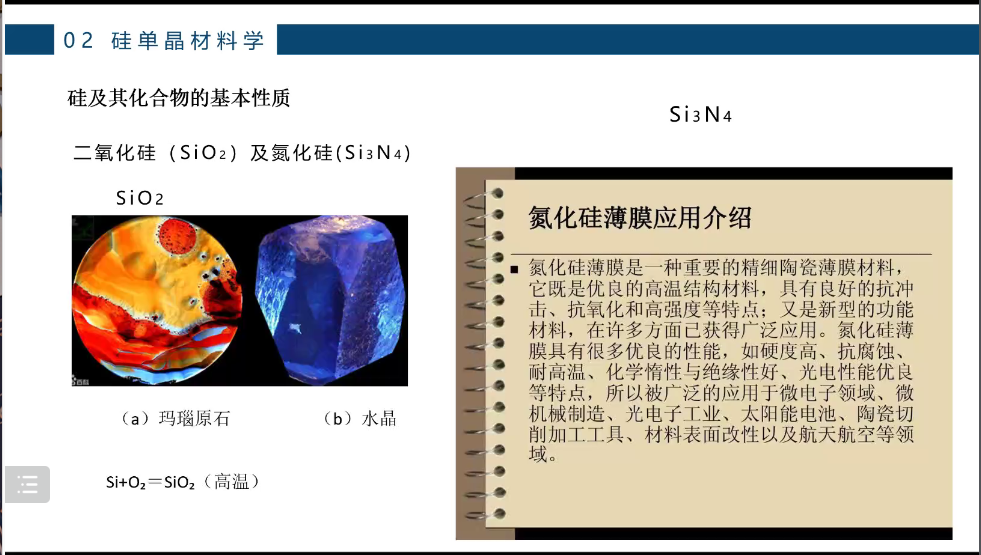 02 硅单晶材料学
硅及其化合物的基本性质
二氧化硅（SiO2）及氮化硅(Si3N4)
SiO2
（a）玛瑙原石
（b）水晶
Si+O₂＝SiO₂（高温）
Si3N4
氮化硅薄膜应用介绍
■ 氮化硅薄膜是一种重要的精细陶瓷薄膜材料，
它既是优良的高温结构材料，具有良好的抗冲
击、抗氧化和高强度等特点；又是新型的功能
材料，在许多方面已获得广泛应用。氮化硅薄
膜具有很多优良的性能，如硬度高、抗腐蚀、
耐高温、化学惰性与绝缘性好、光电性能优良
等特点，所以被广泛的应用于微电子领域、微
机械制造、光电子工业、太阳能电池、陶瓷切
削加工工具、材料表面改性以及航天航空等领
域。